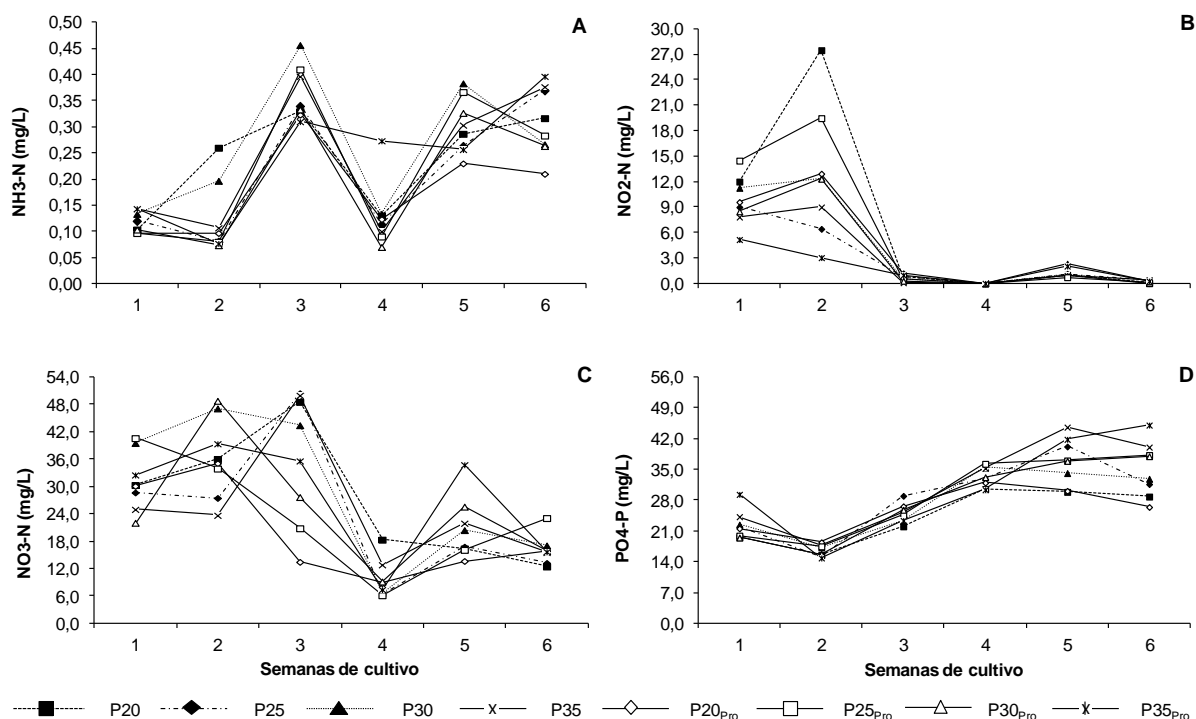 A
NH3-N (mg/L)
0,50
0,45
0,40
0,35
0,30
0,25
0,20
0,15
0,10
0,05
0,00
1 2 3 4 5 6
B
NO2-N (mg/L)
30,0
27,0
24,0
21,0
18,0
15,0
12,0
9,0
6,0
3,0
0,0
1 2 3 4 5 6
C
NO3-N (mg/L)
54,0
48,0
42,0
36,0
30,0
24,0
18,0
12,0
6,0
0,0
1 2 3 4 5 6
Semanas de cultivo
D
PO4-P (mg/L)
56,0
49,0
42,0
35,0
28,0
21,0
14,0
7,0
0,0
1 2 3 4 5 6
Semanas de cultivo
P20 P25 P30 P35 P20Pro P25Pro P30Pro P35Pro